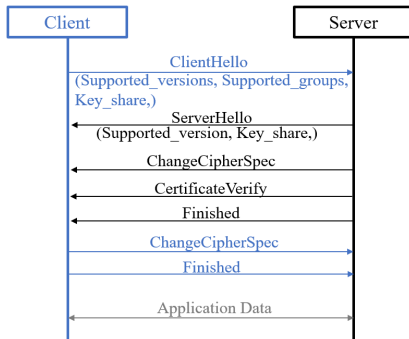 Client
Server
ClientHello
(Supported_versions, Supported_groups,
Key_share,)
ServerHello
(Supported_version, Key_share,)
ChangeCipherSpec
CertificateVerify
Finished
ChangeCipherSpec
Finished
Application Data